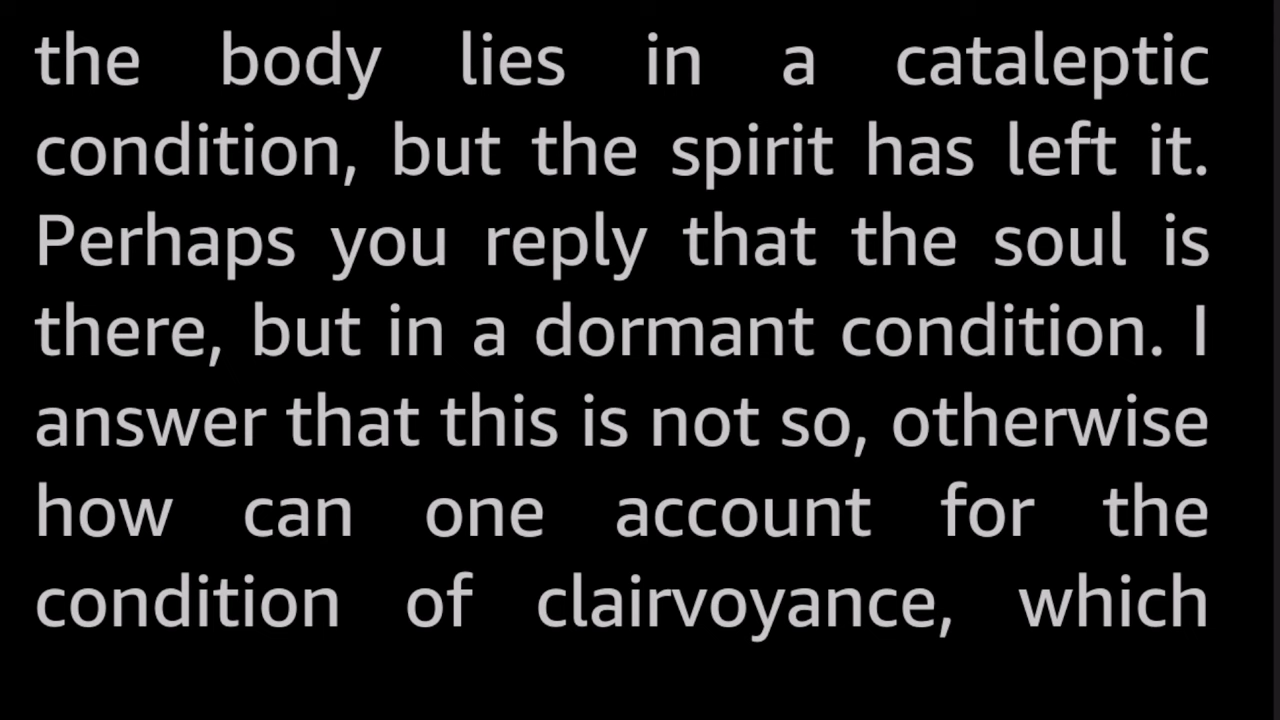 the body lies in a cataleptic
condition, but the spirit has left it.
Perhaps you reply that the soul is
there, but in a dormant condition. I
answer that this is not so, otherwise
how can one account for the
condition of clairvoyance, which